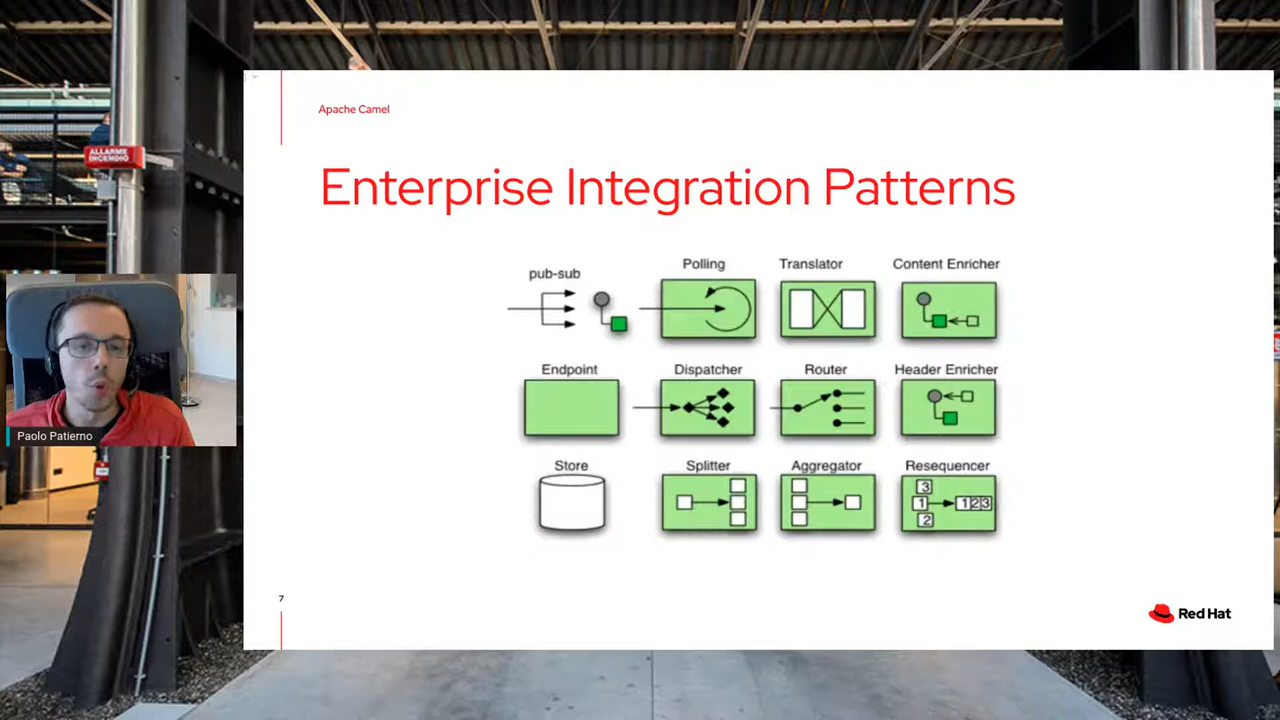 Apache Camel
Enterprise Integration Patterns
pub-sub
Polling
Translator
Content Enricher
Endpoint
Dispatcher
Router
Header Enricher
Store
Splitter
Aggregator
Resequencer
3
1
2
1 2 3
7
Red Hat
ALLARME
INCENDIO
Paolo Patierno